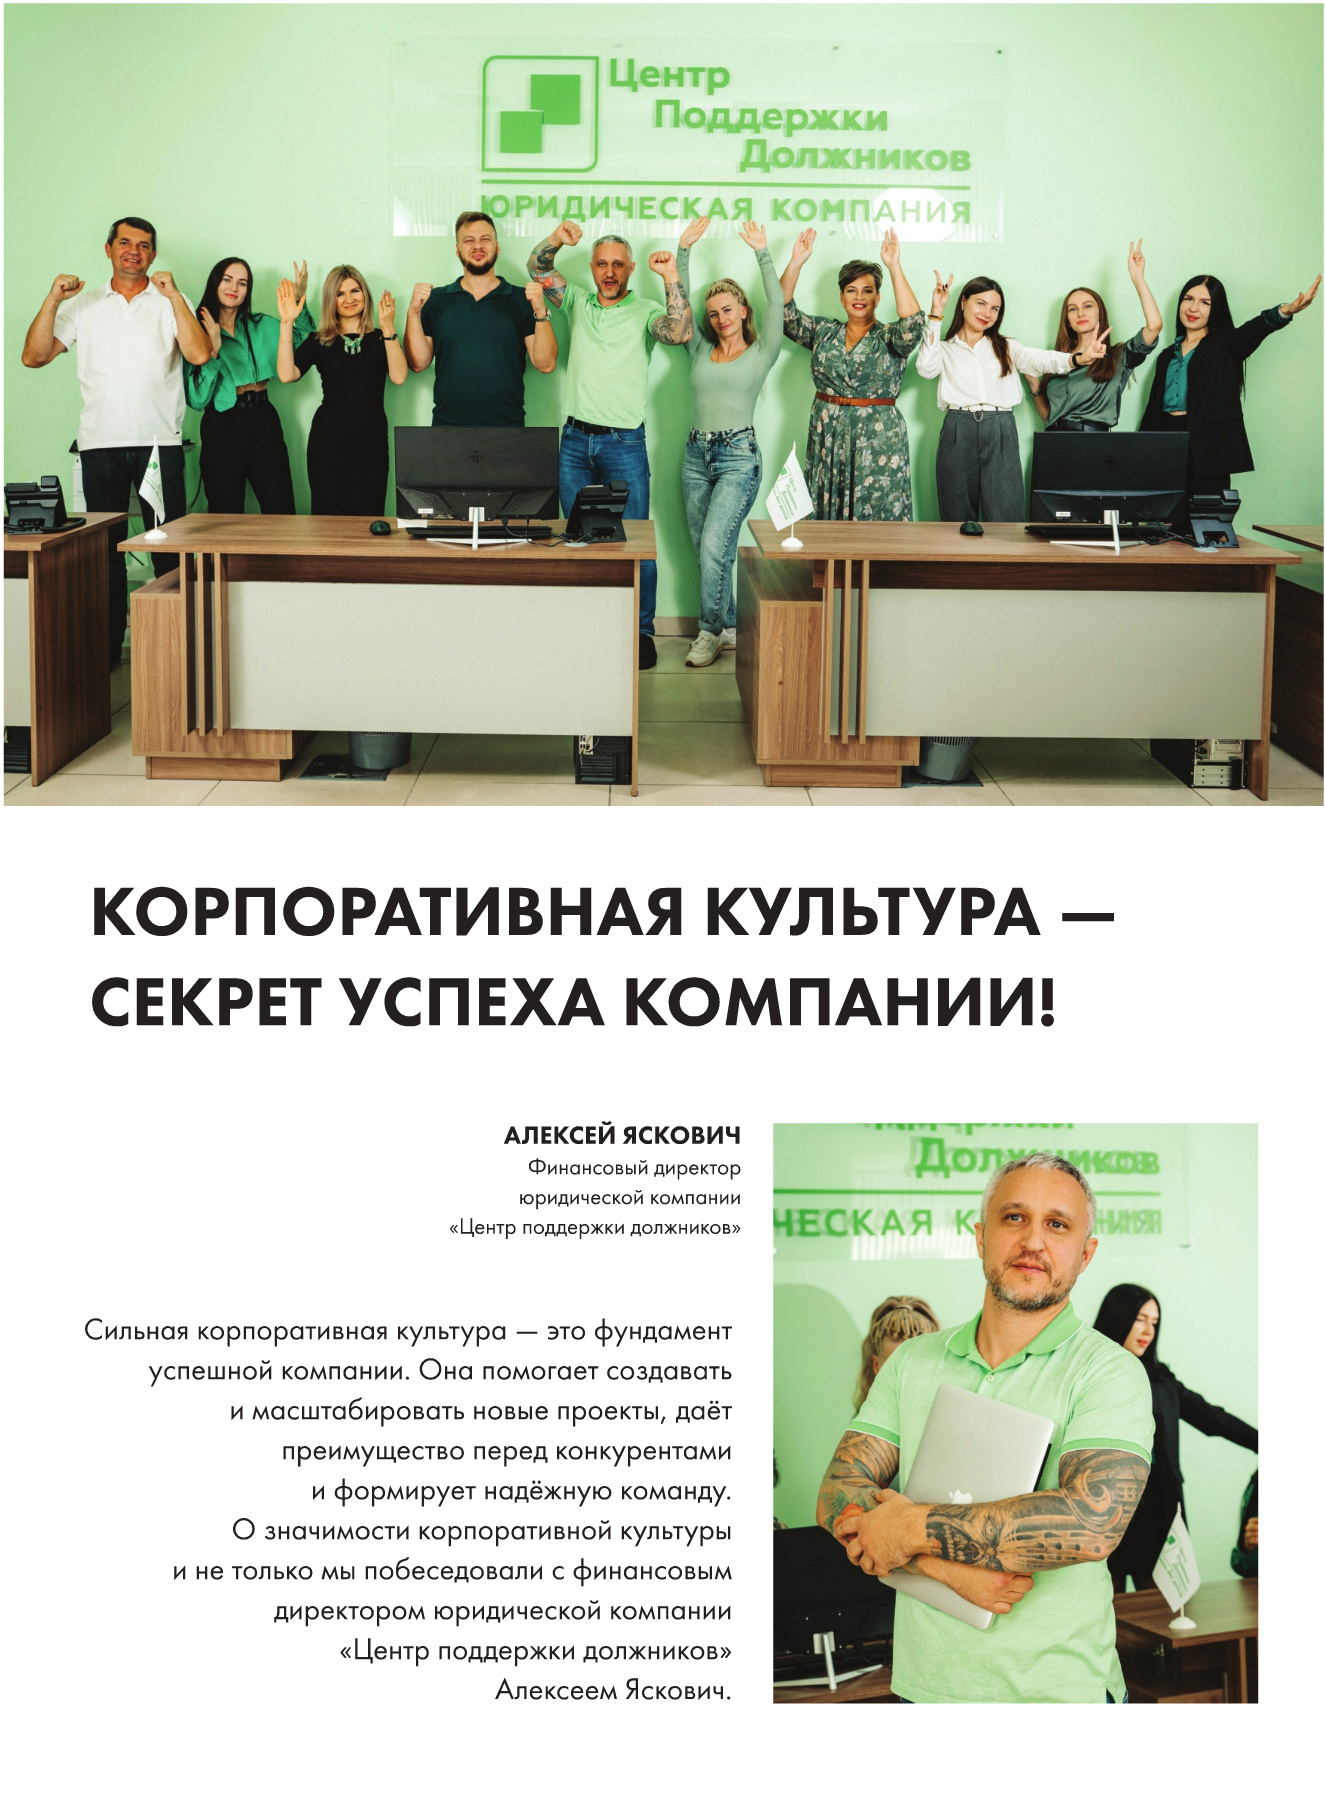 Центр
Поддержки
Должников
ЮРИДИЧЕСКАЯ КОМПАНИЯ
КОРПОРАТИВНАЯ КУЛЬТУРА —
СЕКРЕТ УСПЕХА КОМПАНИИ!
АЛЕКСЕЙ ЯСКОВИЧ
Финансовый директор
юридической компании
«Центр поддержки должников»
Сильная корпоративная культура — это фундамент
успешной компании. Она помогает создавать
и масштабировать новые проекты, даёт
преимущество перед конкурентами
и формирует надёжную команду.
О значимости корпоративной культуры
и не только мы побеседовали с финансовым
директором юридической компании
«Центр поддержки должников»
Алексеем Яскович.